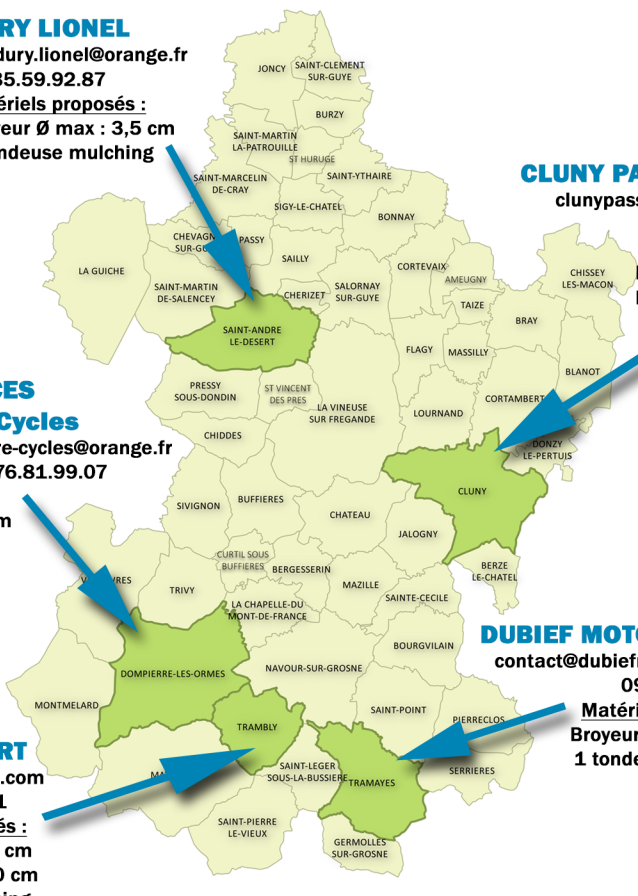 RY LIONEL
dury.lionel@orange.fr
35.59.92.87
ériels proposés :
eur Ø max : 3,5 cm
ndeuse mulching
JONCY
SAINT-CLEMENT
SUR-GUYE
BURZY
SAINT-MARTIN
LA-PATROUILLE
ST HURUGE
SAINT-MARCELIN
DE-CRAY
SAINT-YTHAIRE
SIGY-LE-CHATEL
BONNAY
CLUNY PA
clunypass
CHEVAGN
SUR-GU
PASSY
SAILLY
LA GUICHE
SAINT-MARTIN
DE-SALENCEY
CHERIZET
SALORNAY
SUR-GUYE
CORTEVAIX
AMEUGNY
TAIZE
CHISSEY
LES-MACON
BRAY
SAINT-ANDRE
LE-DESERT
FLAGY
MASSILLY
BLANOT
PRESSY
SOUS-DONDIN
ST VINCENT
DES PRES
LA VINEUSE
SUR FREGANDE
LOURNAND
CORTAMBERT
CES
Cycles
re-cycles@orange.fr
76.81.99.07
m
CHIDDES
DONZY
LE-PERTUIS
CLUNY
SIVIGNON
BUFFIERES
CHATEAU
JALOGNY
CURTIL SOUS
BUFFIERES
BERGESSERIN
BERZE
LE-CHATEL
VRES
TRIVY
MAZILLE
SAINTE-CECILE
LA CHAPELLE-DU
MONT-DE-FRANCE
BOURGVILAIN
DUBIEF MOTO
contact@dubiefr
09
Matéri
Broyeur
1 tonde
DOMPIERRE-LES-ORMES
NAVOUR-SUR-GROSNE
MONTMELARD
SAINT-POINT
PIERRECLOS
TRAMBLY
RT
.com
1
és :
cm
0 cm
ing
MA
SAINT-LEGER
SOUS-LA-BUSSIERE
TRAMAYES
SERRIERES
SAINT-PIERRE
LE-VIEUX
GERMOLLES
SUR-GROSNE